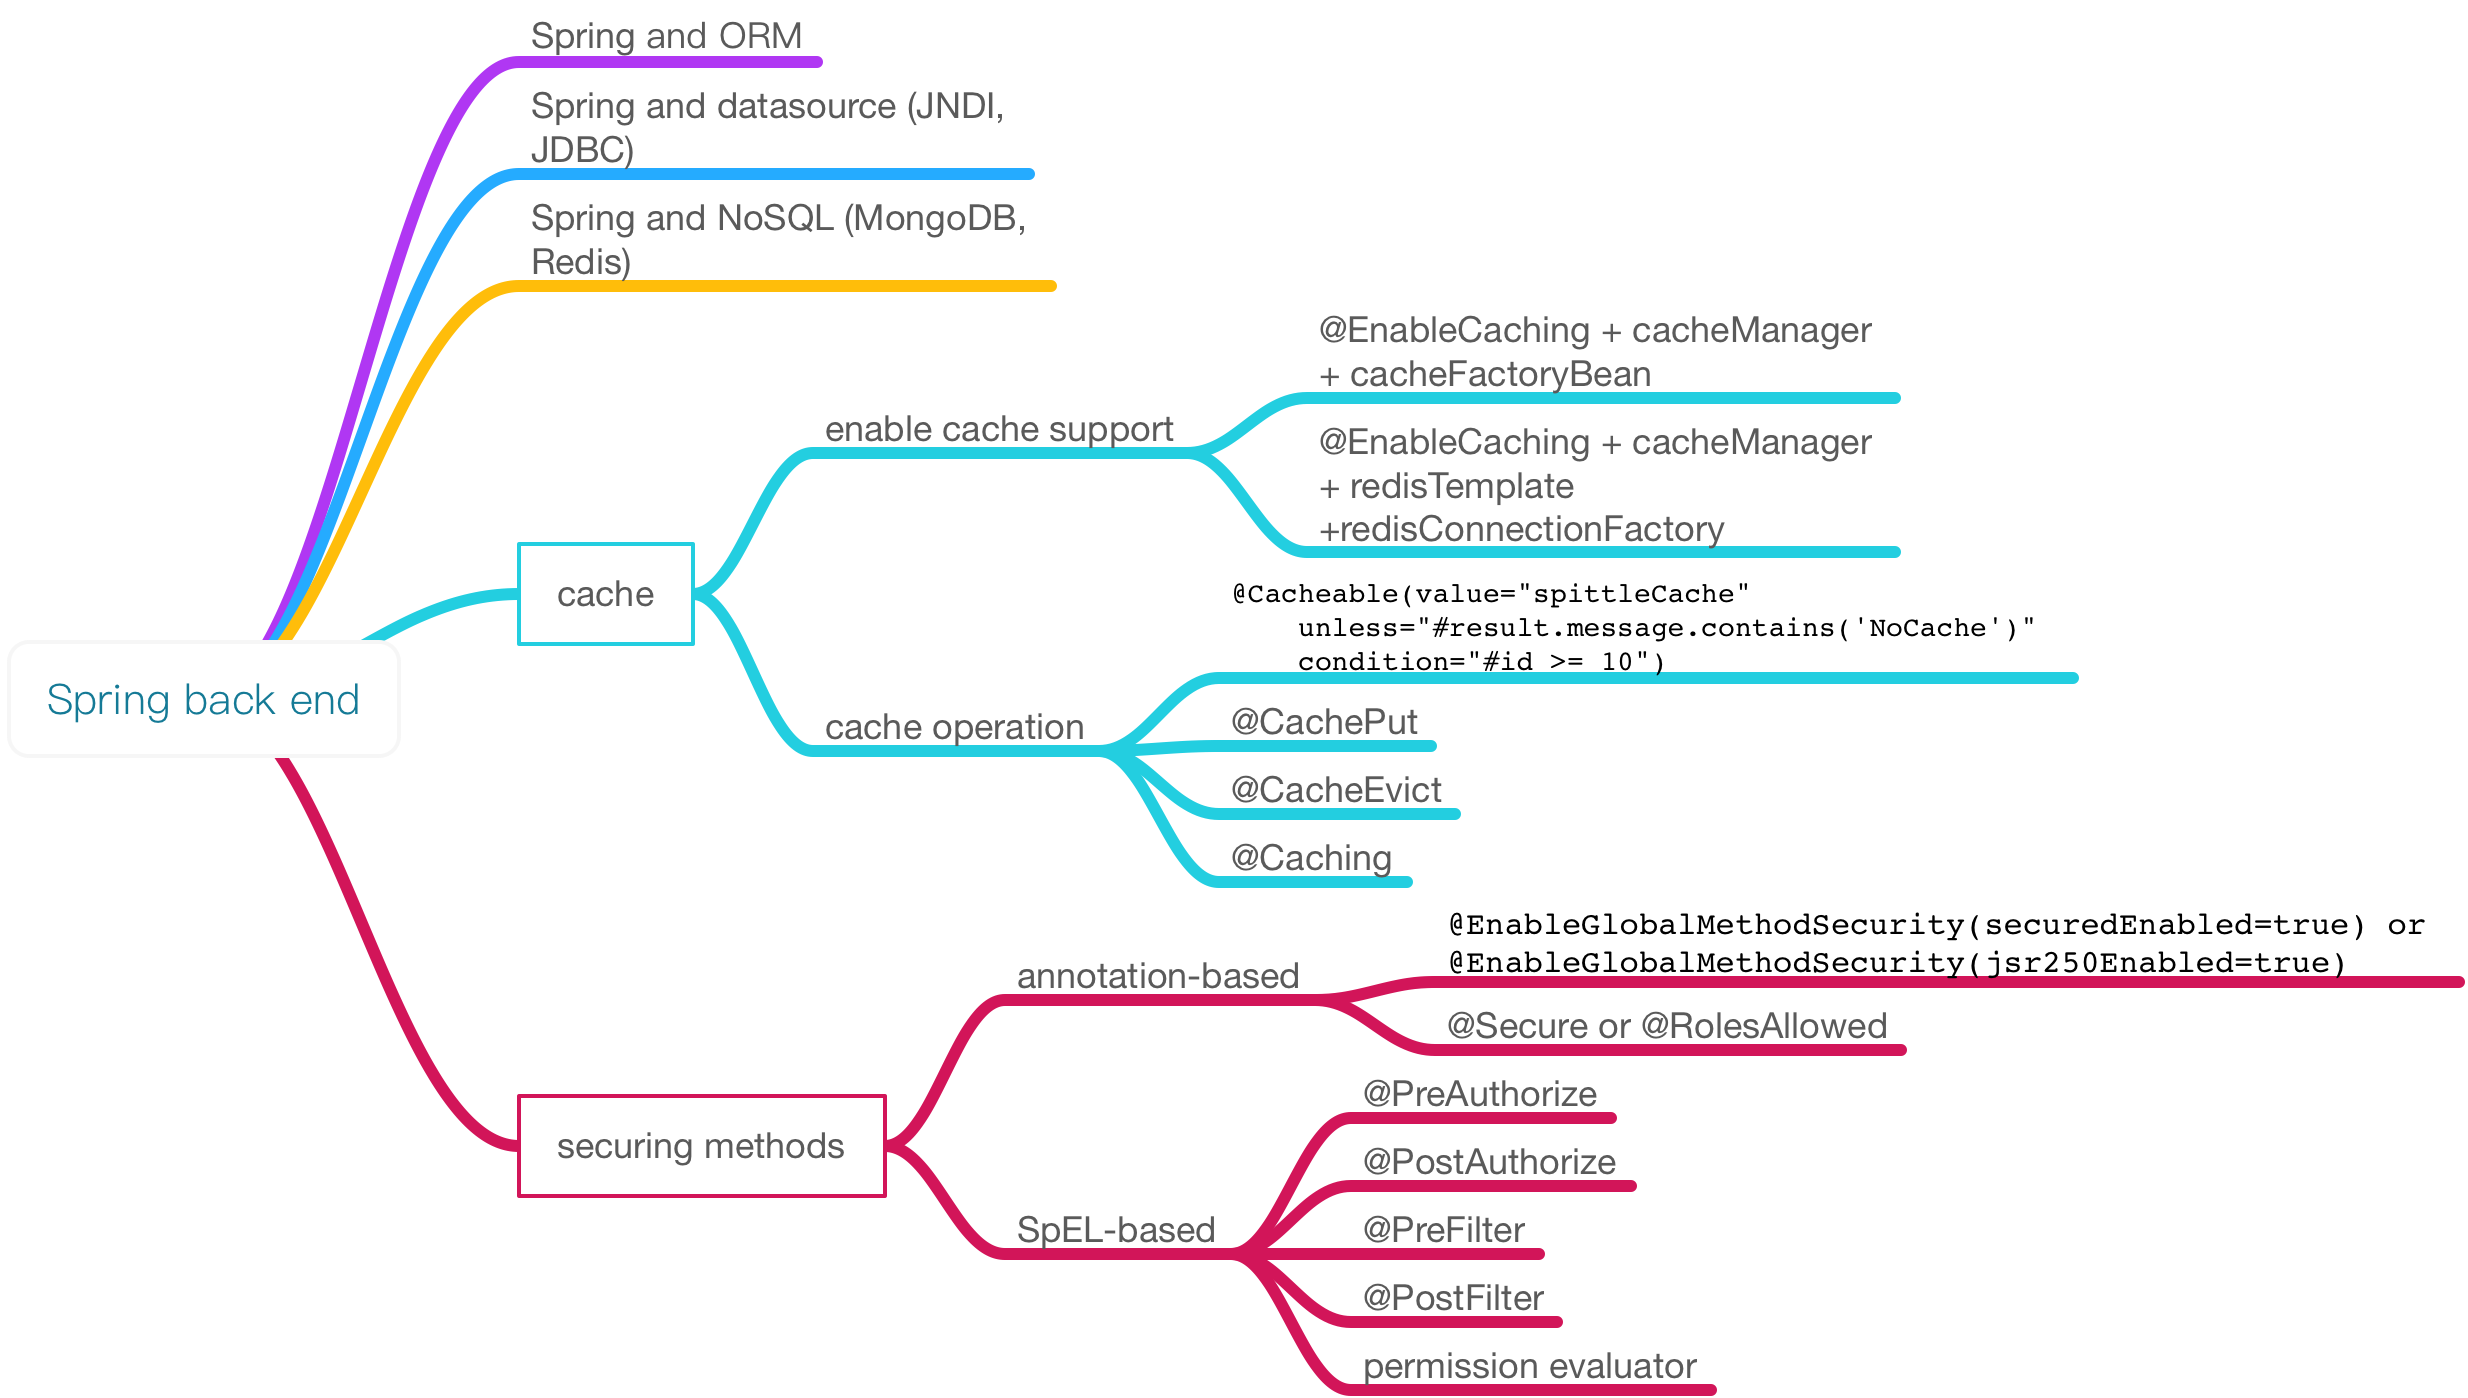 Spring and ORM
Spring and datasource (JNDI,
JDBC)
Spring and NoSQL (MongoDB,
Redis)
@EnableCaching + cacheManager
+ cacheFactoryBean
enable cache support
@EnableCaching + cacheManager
+ redisTemplate
+redisConnectionFactory
cache
@Cacheable(value="spittleCache"
unless="#result.message.contains('NoCache')"
condition="#id >= 10")
Spring back end
cache operation
@CachePut
@CacheEvict
@Caching
@EnableGlobalMethodSecurity(securedEnabled=true) or
@EnableGlobalMethodSecurity(jsr250Enabled=true)
annotation-based
@Secure or @RolesAllowed
securing methods
@PreAuthorize
@PostAuthorize
SpEL-based
@PreFilter
@PostFilter
permission evaluator